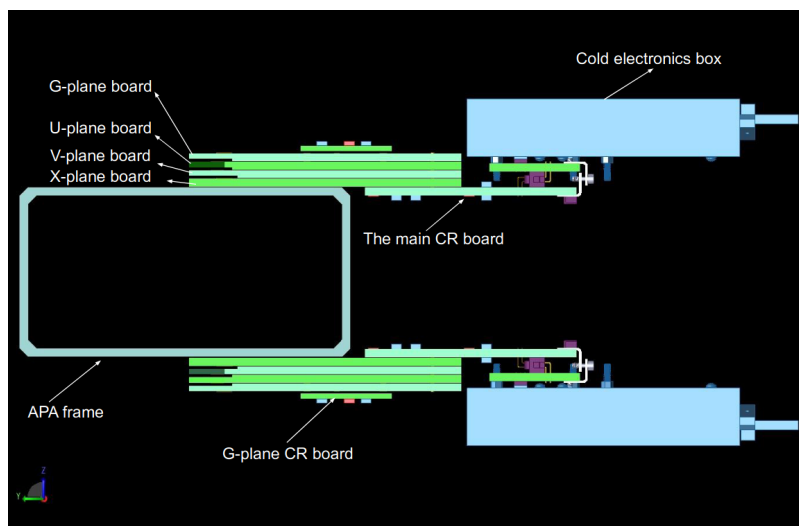 Cold electronics box
G-plane board
U-plane board
V-plane board
X-plane board
The main CR board
APA frame
G-plane CR board
Z
Y